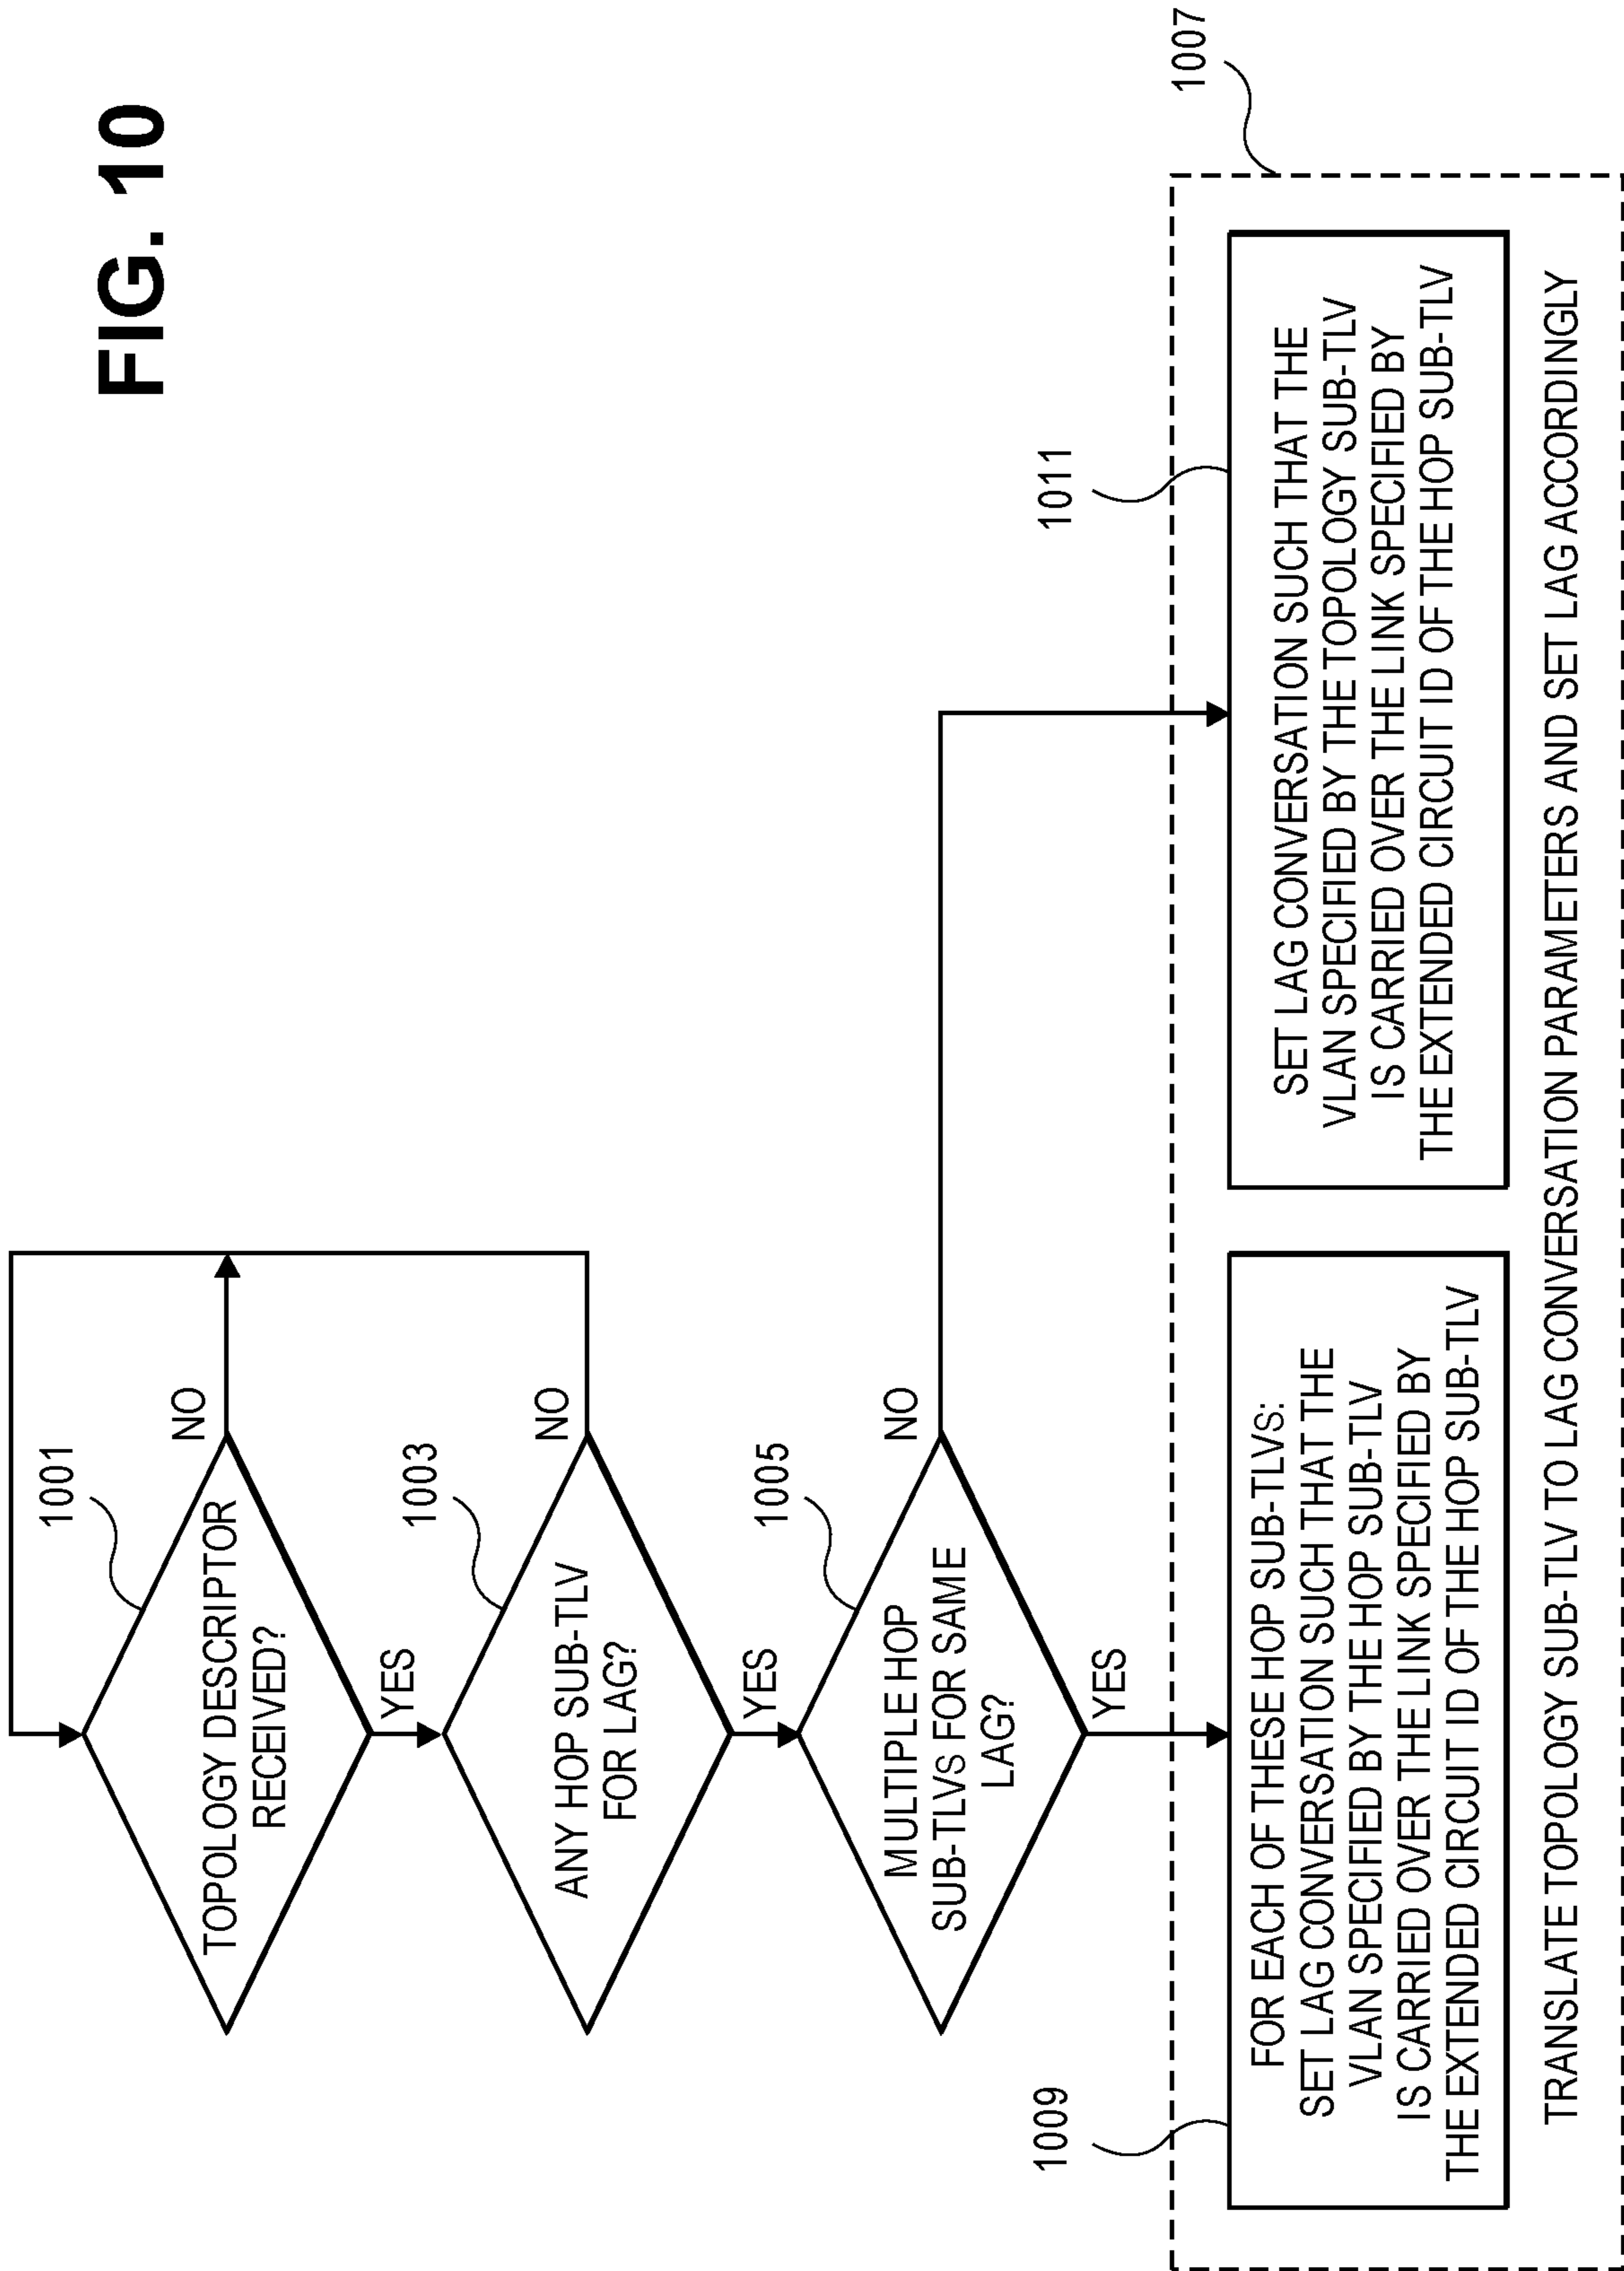 FIG. 10
1001
TOPOLOGY DESCRIPTOR
RECEIVED?
NO
YES
1003
ANY HOP SUB-TLV
FOR LAG?
NO
YES
1005
MULTIPLE HOP
SUB-TLVS FOR SAME
LAG?
NO
YES
1007
1009
FOR EACH OF THESE HOP SUB-TLVS:
SET LAG CONVERSATION SUCH THAT THE
VLAN SPECIFIED BY THE HOP SUB-TLV
IS CARRIED OVER THE LINK SPECIFIED BY
THE EXTENDED CIRCUIT ID OF THE HOP SUB-TLV
1011
SET LAG CONVERSATION SUCH THAT THE
VLAN SPECIFIED BY THE TOPOLOGY SUB-TLV
IS CARRIED OVER THE LINK SPECIFIED BY
THE EXTENDED CIRCUIT ID OF THE HOP SUB-TLV
TRANSLATE TOPOLOGY SUB-TLV TO LAG CONVERSATION PARAMETERS AND SET LAG ACCORDINGLY